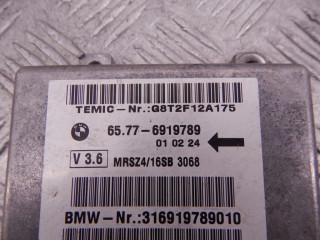 TEMIC-Nr.:Q8T2F12A175
65.77-6919789
01 02 24
V 3.6 MRSZ4/16SB 3068
BMW-Nr.:316919789010